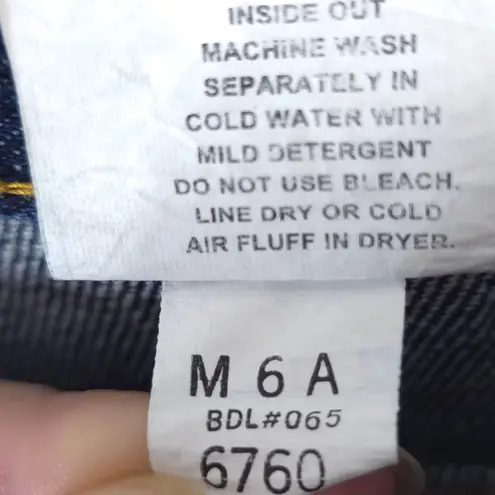 INSIDE OUT
MACHINE WASH
SEPARATELY IN
COLD WATER WITH
MILD DETERGENT
DO NOT USE BLEACH.
LINE DRY OR COLD
AIR FLUFF IN DRYER.
M 6 A
BDL#065
6760